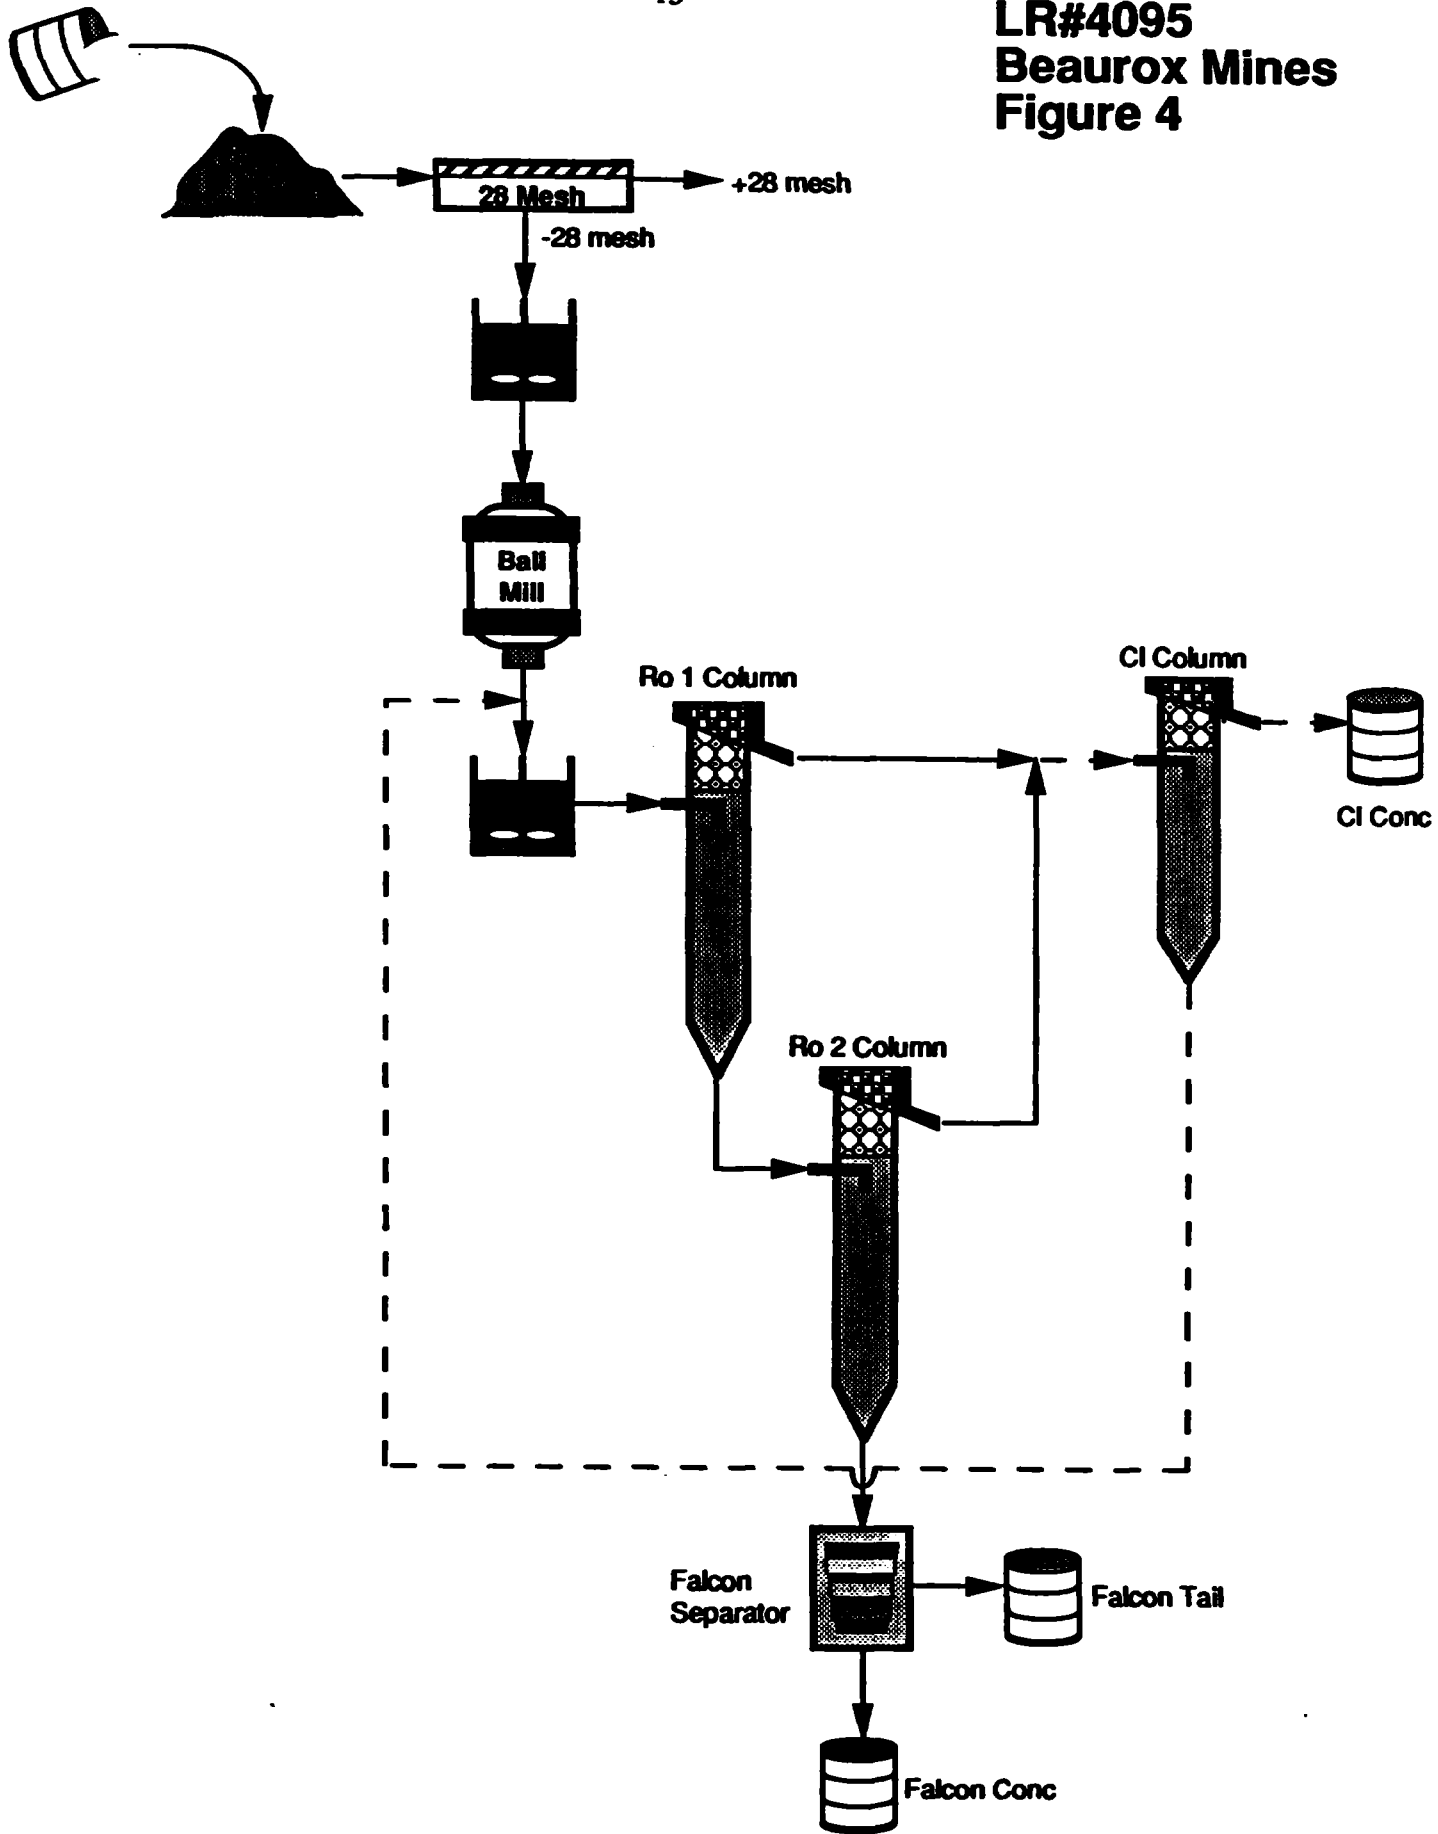 LR#4095
Beaurox Mines
Figure 4
28 Mesh
+28 mesh
-28 mesh
Ball
Mill
Ro 1 Column
Cl Column
Cl Conc
Ro 2 Column
Falcon
Separator
Falcon Tail
Falcon Conc